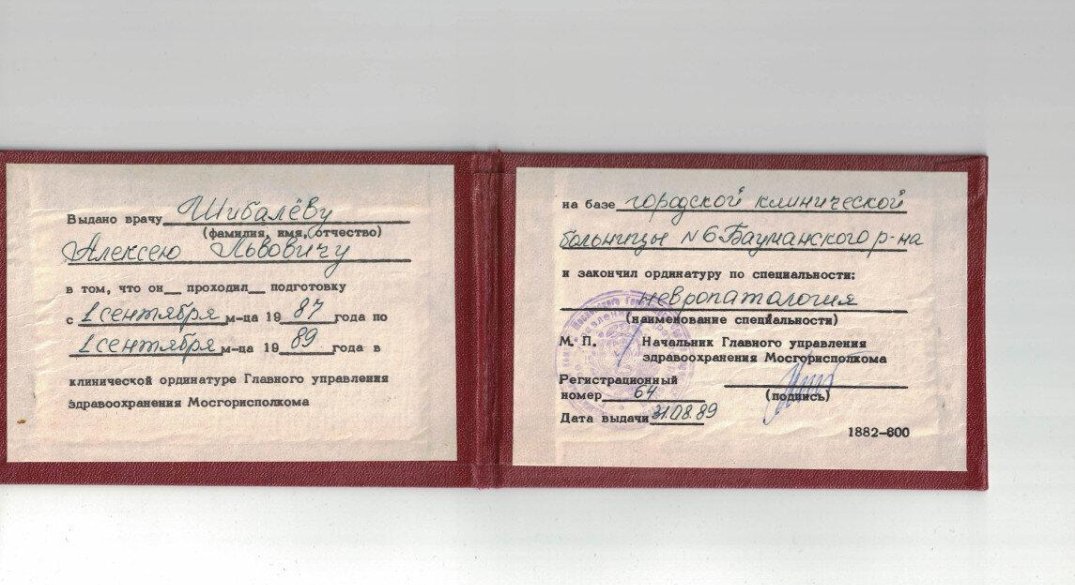 Выдано врачу Шибалёву
(фамилия, имя, отчество)
Алексею Львовичу
в том, что он__ проходил__ подготовку
с 1 сентября м-ца 19 87 года по
1 сентября м-ца 19 89 года в
клинической ординатуре Главного управления
здравоохранения Мосгорисполкома
на базе городской клинической
больницы N 6 Бауманского р-на
и закончил ординатуру по специальности:
невропатология
(наименование специальности)
М. П. Начальник Главного управления
здравоохранения Мосгорисполкома
Регистрационный
номер 64 (подпись)
Дата выдачи 31.08.89
1882—800